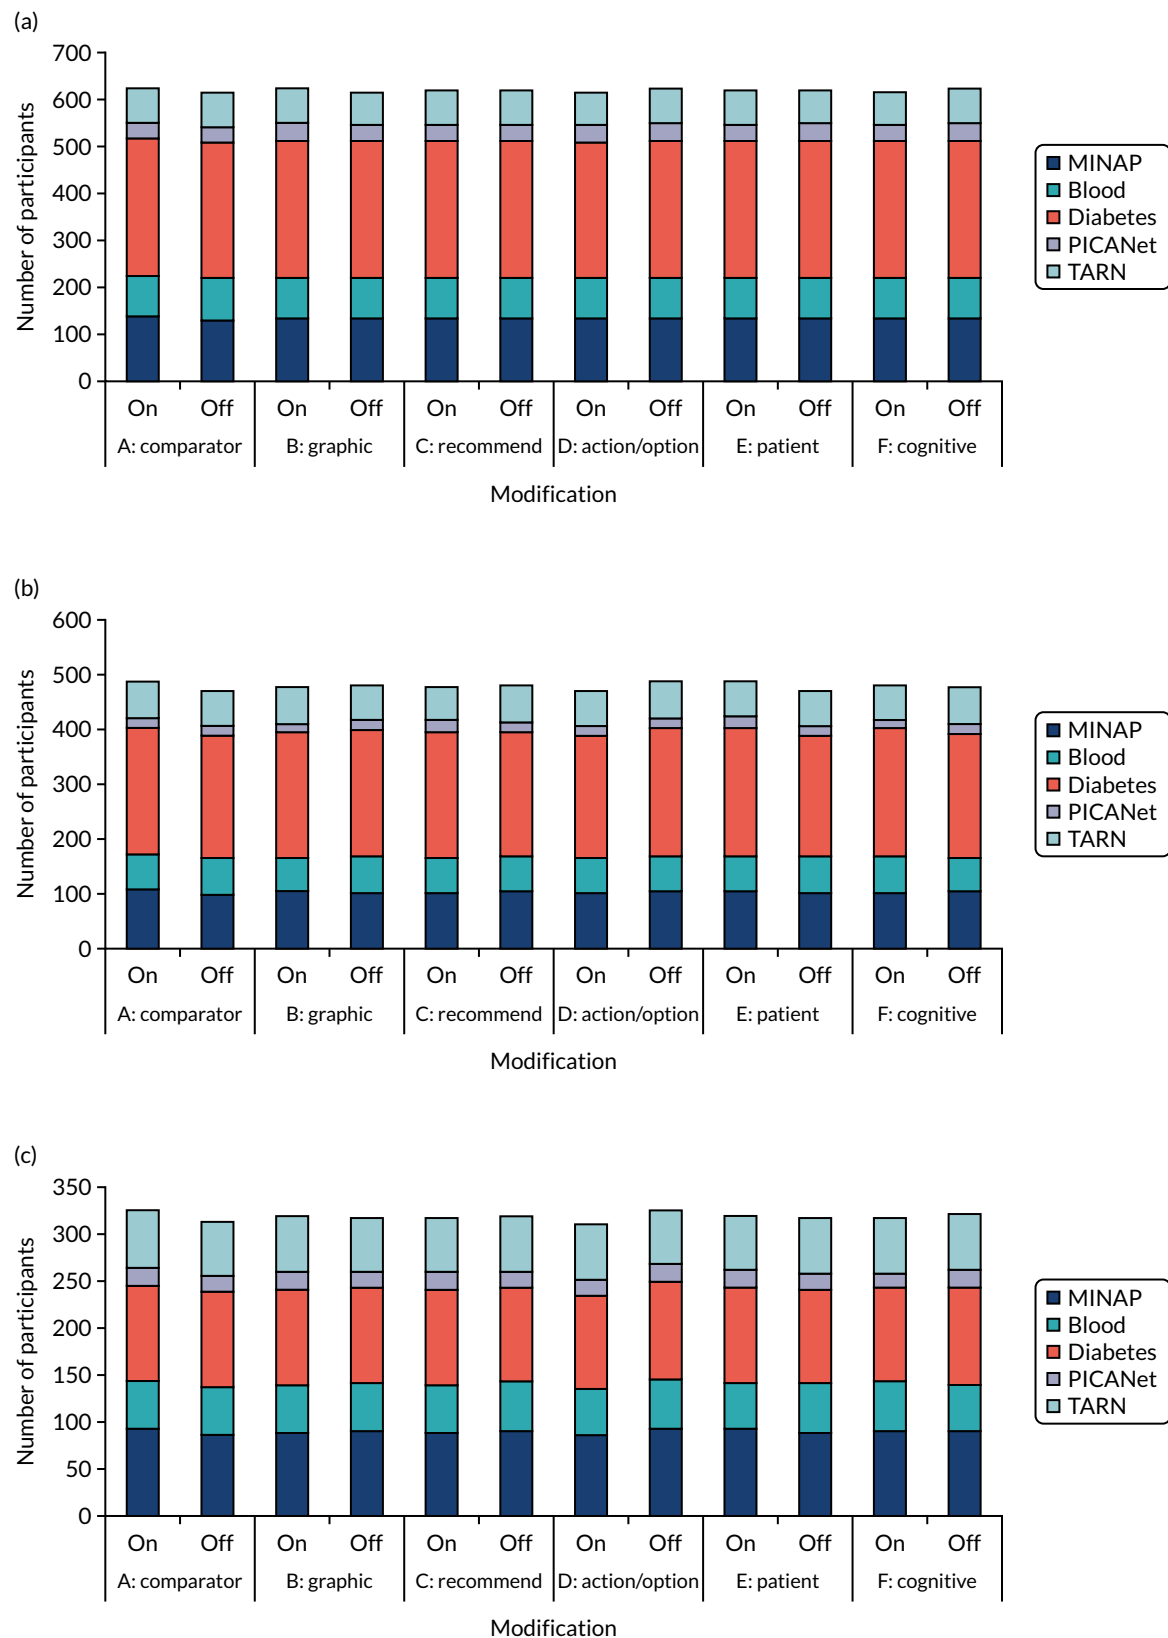 (a)
700
600
500
400
300
200
100
0
Number of participants
On Off On Off On Off On Off On Off On Off
A: comparator B: graphic C: recommend D: action/option E: patient F: cognitive
Modification
MINAP
Blood
Diabetes
PICANet
TARN
(b)
600
500
400
300
200
100
0
Number of participants
On Off On Off On Off On Off On Off On Off
A: comparator B: graphic C: recommend D: action/option E: patient F: cognitive
Modification
MINAP
Blood
Diabetes
PICANet
TARN
(c)
350
300
250
200
150
100
50
0
Number of participants
On Off On Off On Off On Off On Off On Off
A: comparator B: graphic C: recommend D: action/option E: patient F: cognitive
Modification
MINAP
Blood
Diabetes
PICANet
TARN